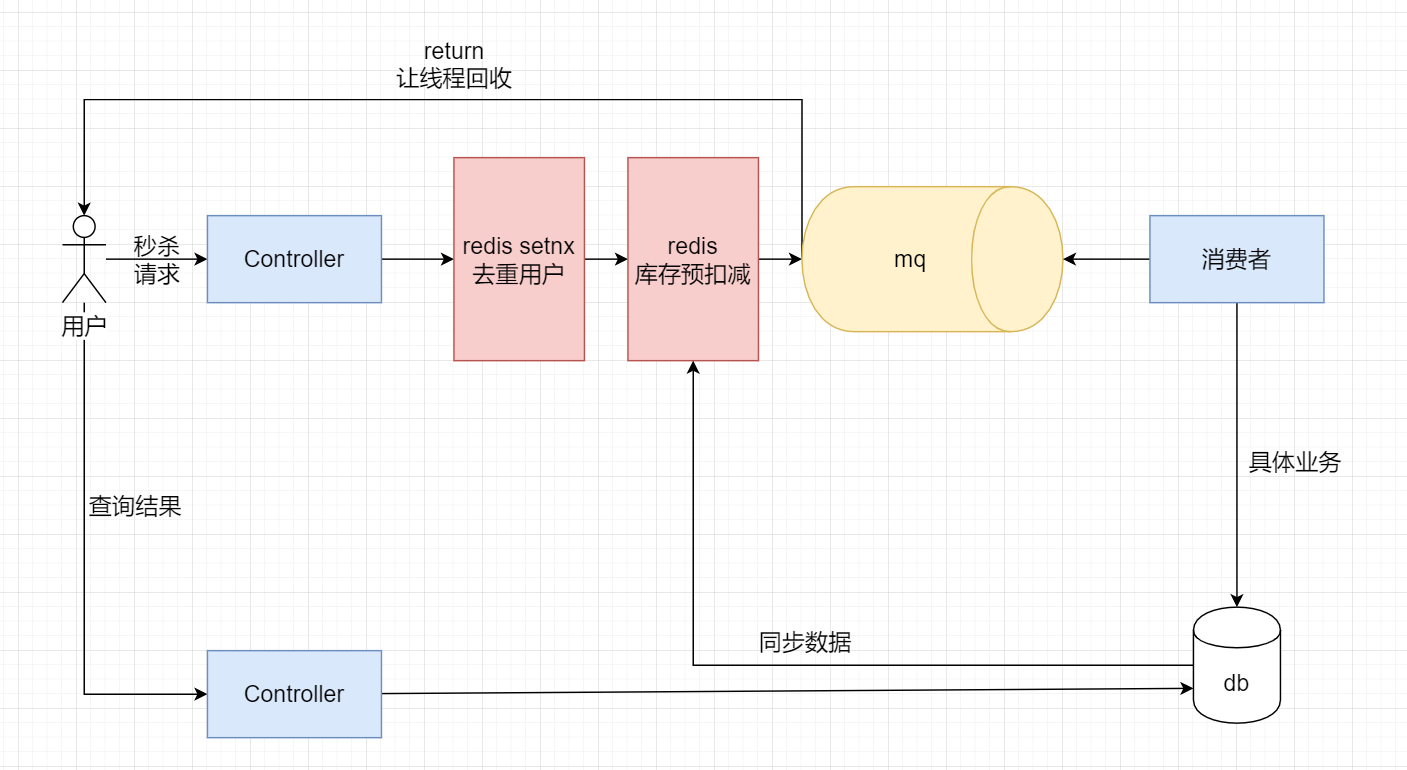 return
让线程回收
秒杀
请求
Controller
redis setnx
去重用户
redis
库存预扣减
mq
消费者
用户
具体业务
查询结果
同步数据
Controller
db